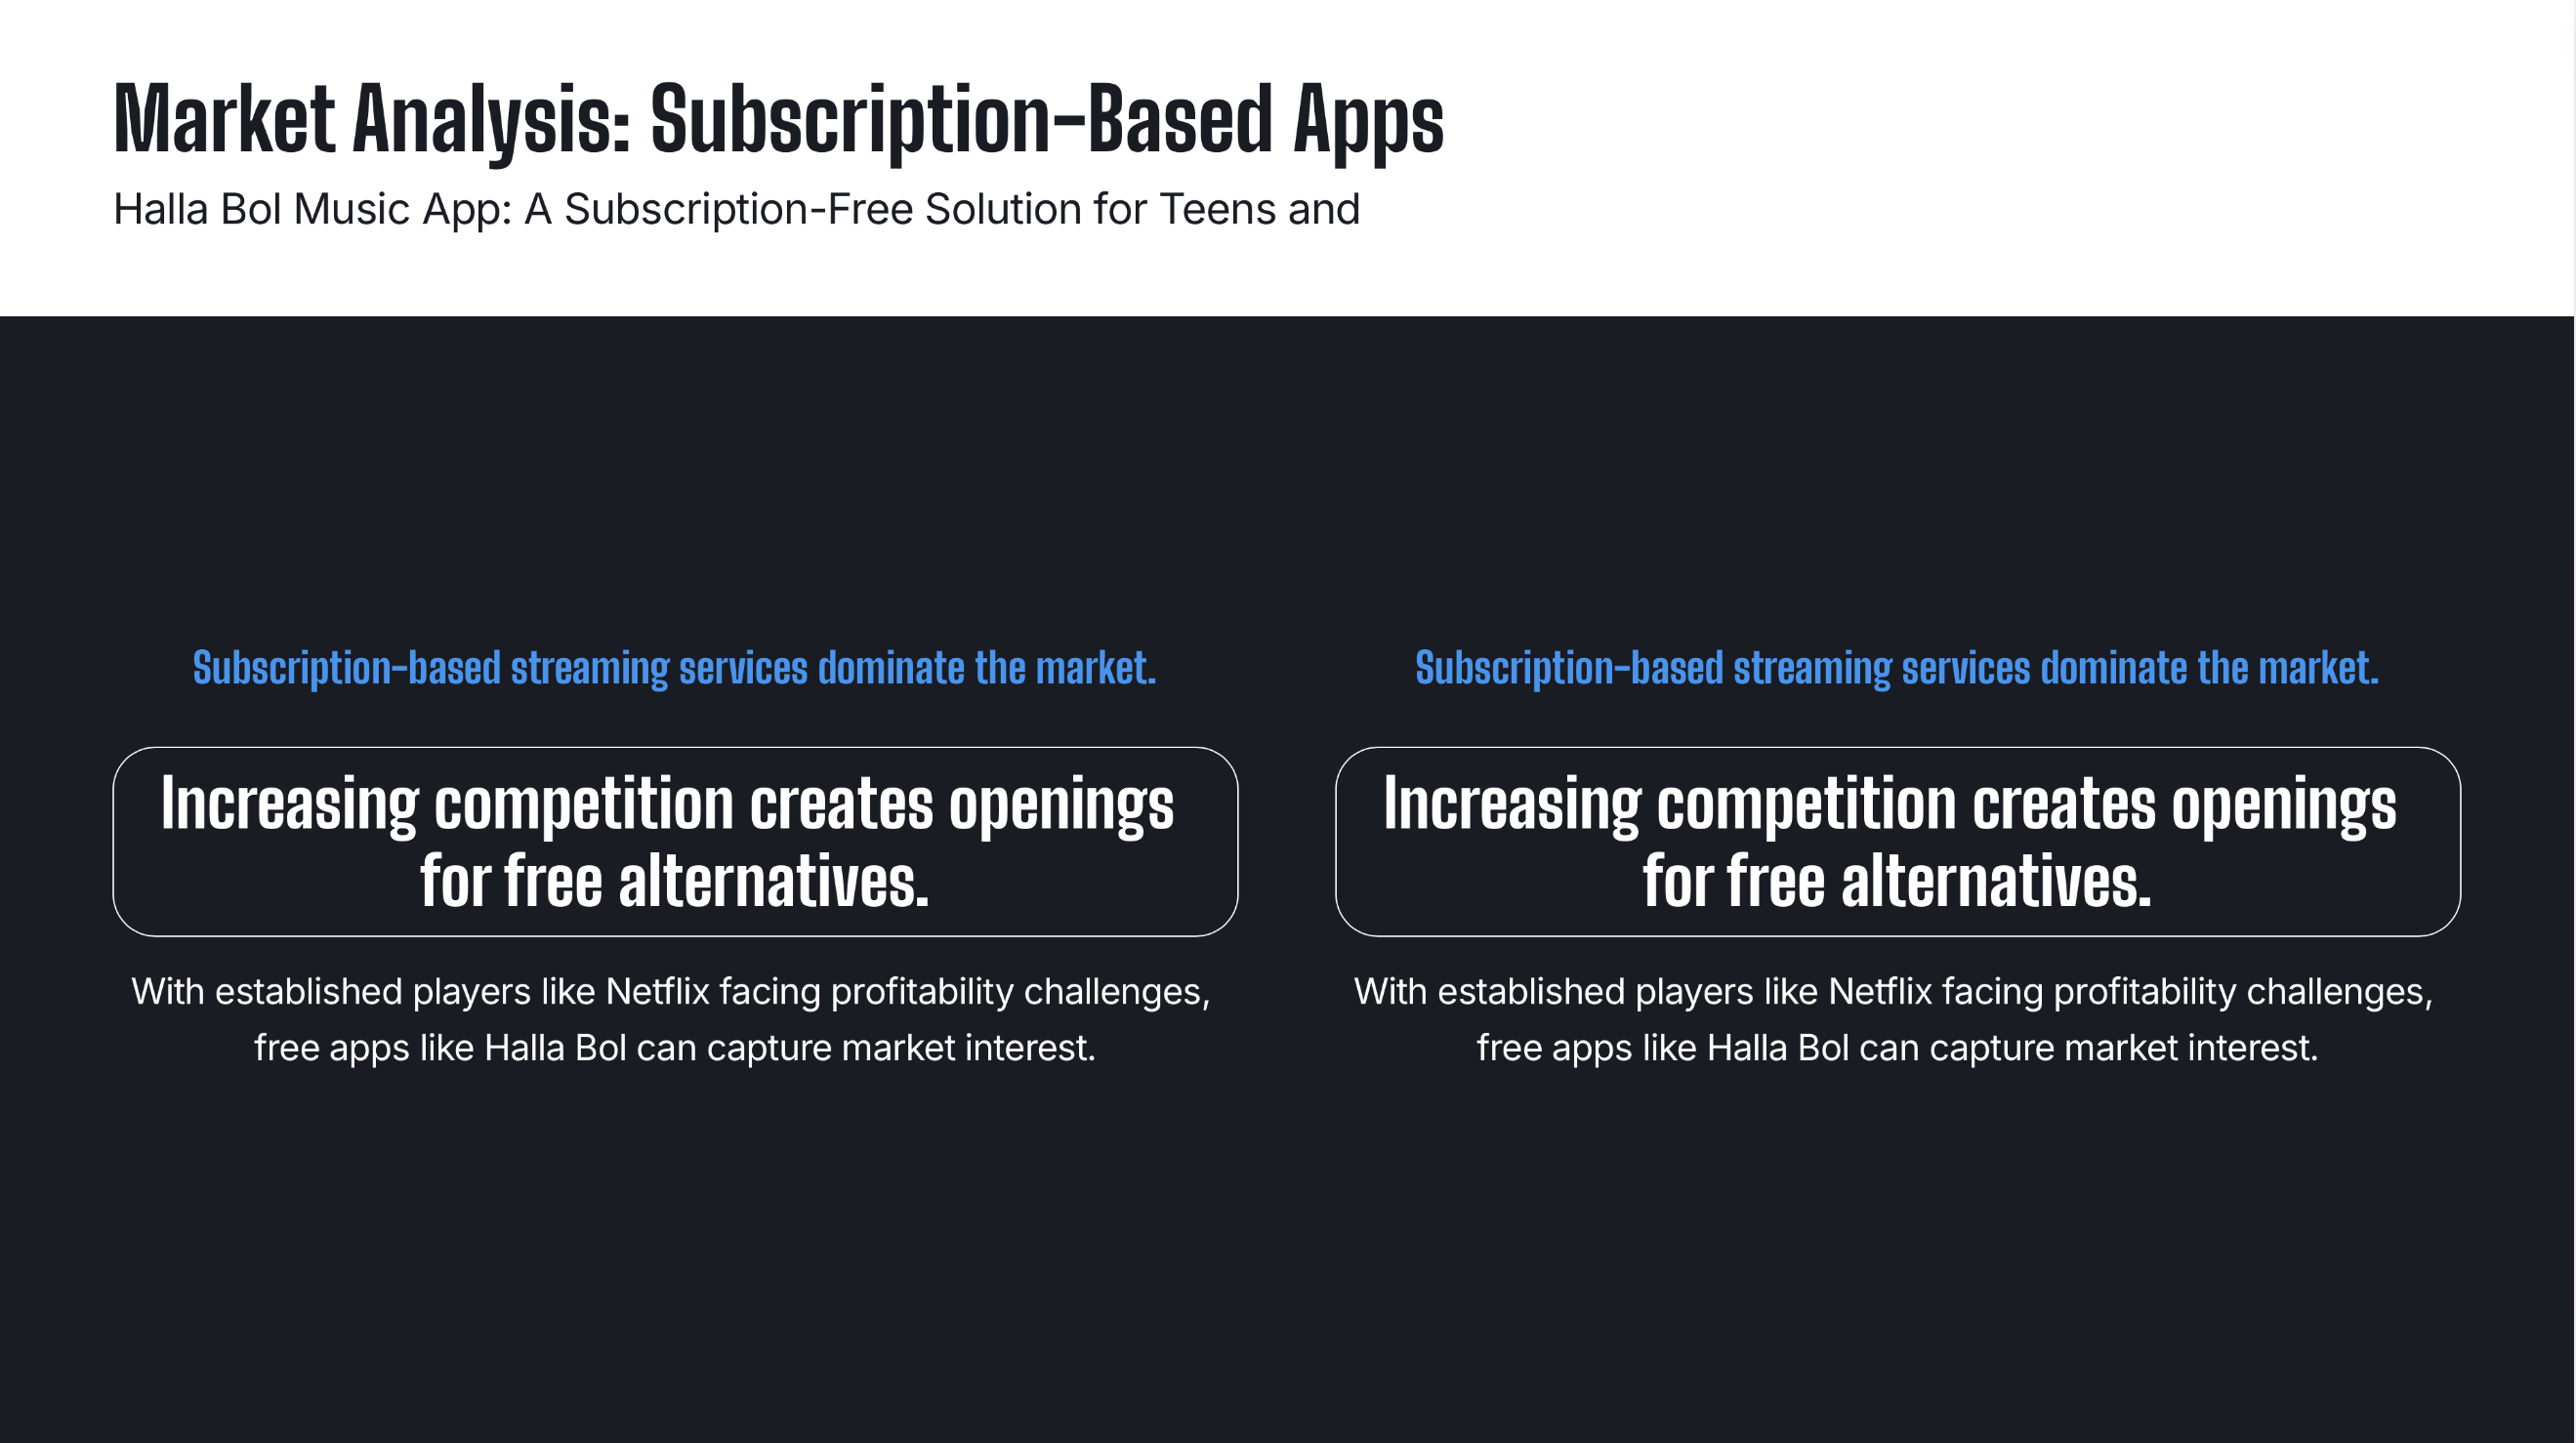 Market Analysis: Subscription-Based Apps
Halla Bol Music App: A Subscription-Free Solution for Teens and
Subscription-based streaming services dominate the market.
Increasing competition creates openings
for free alternatives.
With established players like Netflix facing profitability challenges,
free apps like Halla Bol can capture market interest.
Subscription-based streaming services dominate the market.
Increasing competition creates openings
for free alternatives.
With established players like Netflix facing profitability challenges,
free apps like Halla Bol can capture market interest.